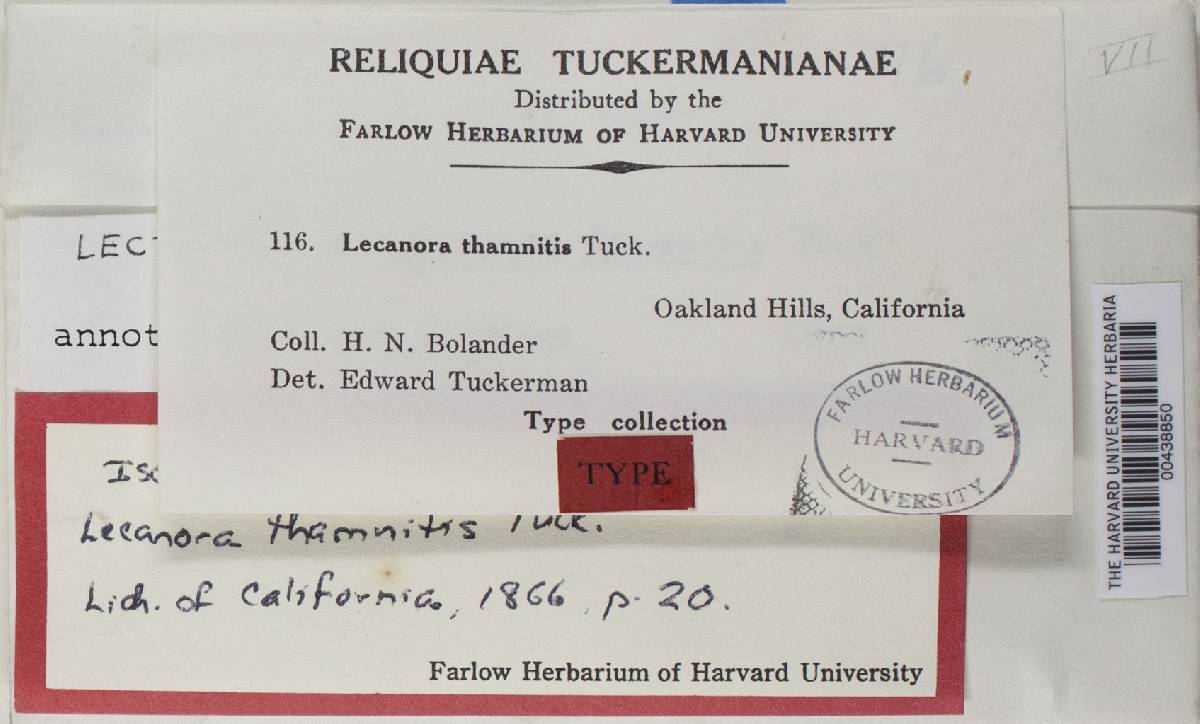 RELIQUIAE TUCKERMANIANAE
Distributed by the
FARLOW HERBARIUM OF HARVARD UNIVERSITY
VII
116. Lecanora thamnitis Tuck.
Oakland Hills, California
Coll. H. N. Bolander
Det. Edward Tuckerman
Type collection
TYPE
FARLOW HERBARIUM
HARVARD
UNIVERSITY
THE HARVARD UNIVERSITY HERBARIA
00438850
LEC
annot
Is
Lecanora thamnitis Tuck.
Lich. of California, 1866, p. 20.
Farlow Herbarium of Harvard University